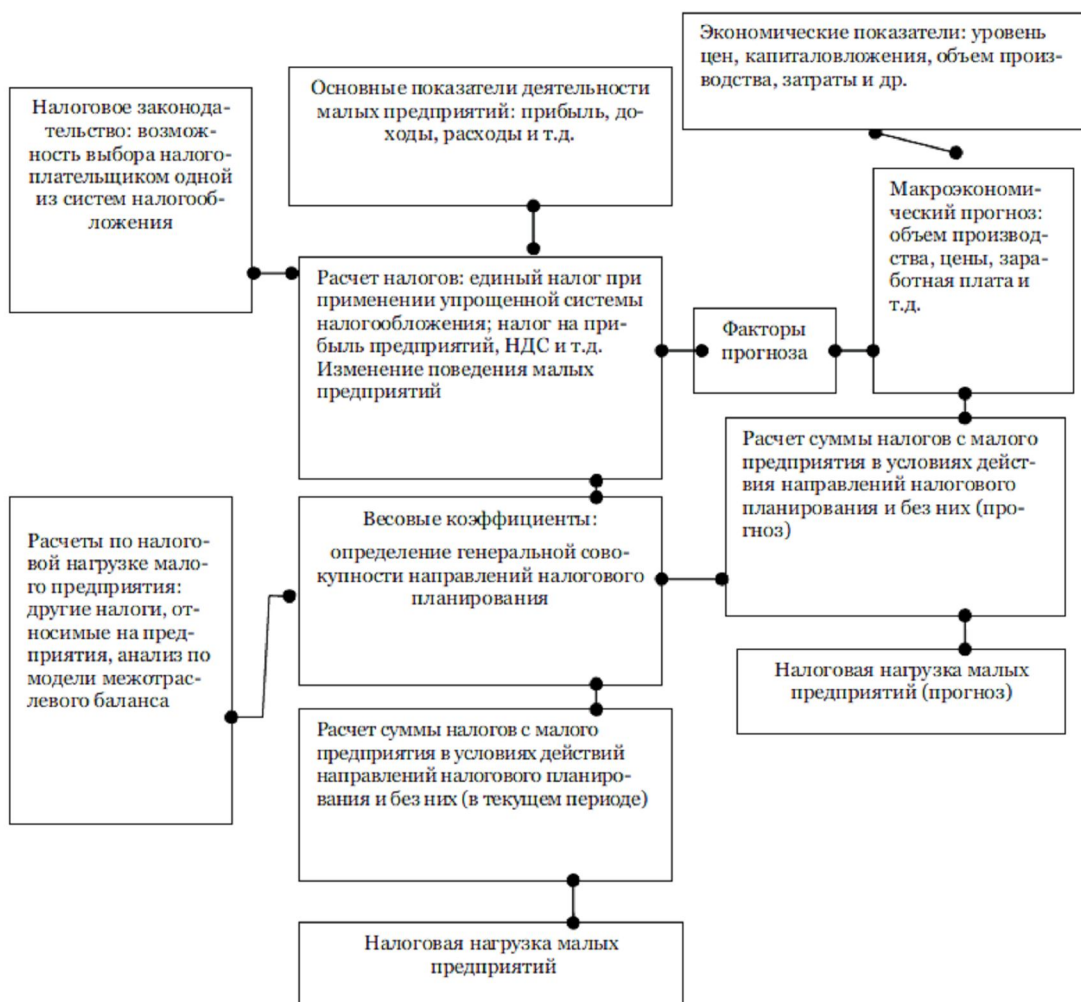 Экономические показатели: уровень
цен, капиталовложения, объем произ-
водства, затраты и др.
Основные показатели деятельности
малых предприятий: прибыль, до-
ходы, расходы и т.д.
Налоговое законода-
тельство: возмож-
ность выбора налого-
плательщиком одной
из систем налогооб-
ложения
Макроэкономи-
ческий прогноз:
объем производ-
ства, цены, зара-
ботная плата и
т.д.
Расчет налогов: единый налог при
применении упрощенной системы
налогообложения; налог на при-
быль предприятий, НДС и т.д.
Изменение поведения малых
предприятий
Факторы
прогноза
Расчет суммы налогов с малого
предприятия в условиях дейст-
вия направлений налогового
планирования и без них (про-
гноз)
Весовые коэффициенты:
определение генеральной сово-
купности направлений налогового
планирования
Расчеты по налого-
вой нагрузке мало-
го предприятия:
другие налоги, от-
носимые на пред-
приятия, анализ по
модели межотрас-
левого баланса
Налоговая нагрузка малых
предприятий (прогноз)
Расчет суммы налогов с малого
предприятия в условиях действий
направлений налогового планиро-
вания и без них (в текущем периоде)
Налоговая нагрузка малых
предприятий